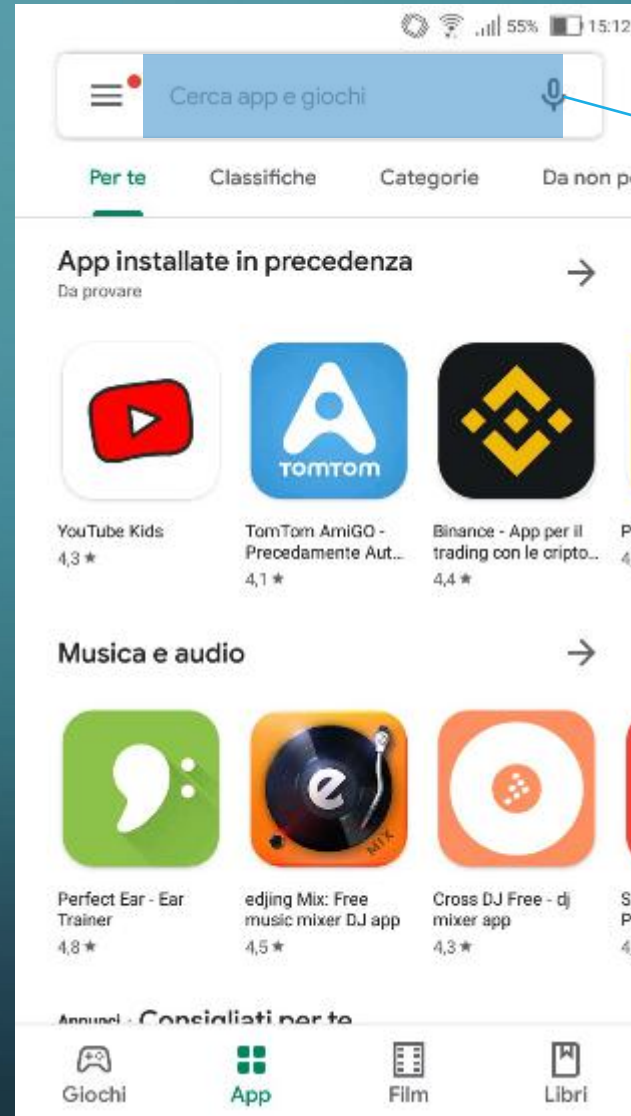 55% 15:12
Cerca app e giochi
Per te Classifiche Categorie Da non
App installate in precedenza
Da provare
TOMTOM
YouTube Kids
4,3 ★
TomTom AmiGO -
Precedamente Aut...
4,1 ★
Binance - App per il
trading con le cripto...
4,4 ★
Musica e audio
e
MIX
Perfect Ear - Ear
Trainer
4,8 ★
edjing Mix: Free
music mixer DJ app
4,5 ★
Cross DJ Free - dj
mixer app
4,3 ★
Annunci · Consigliati per te
Giochi App Film Libri